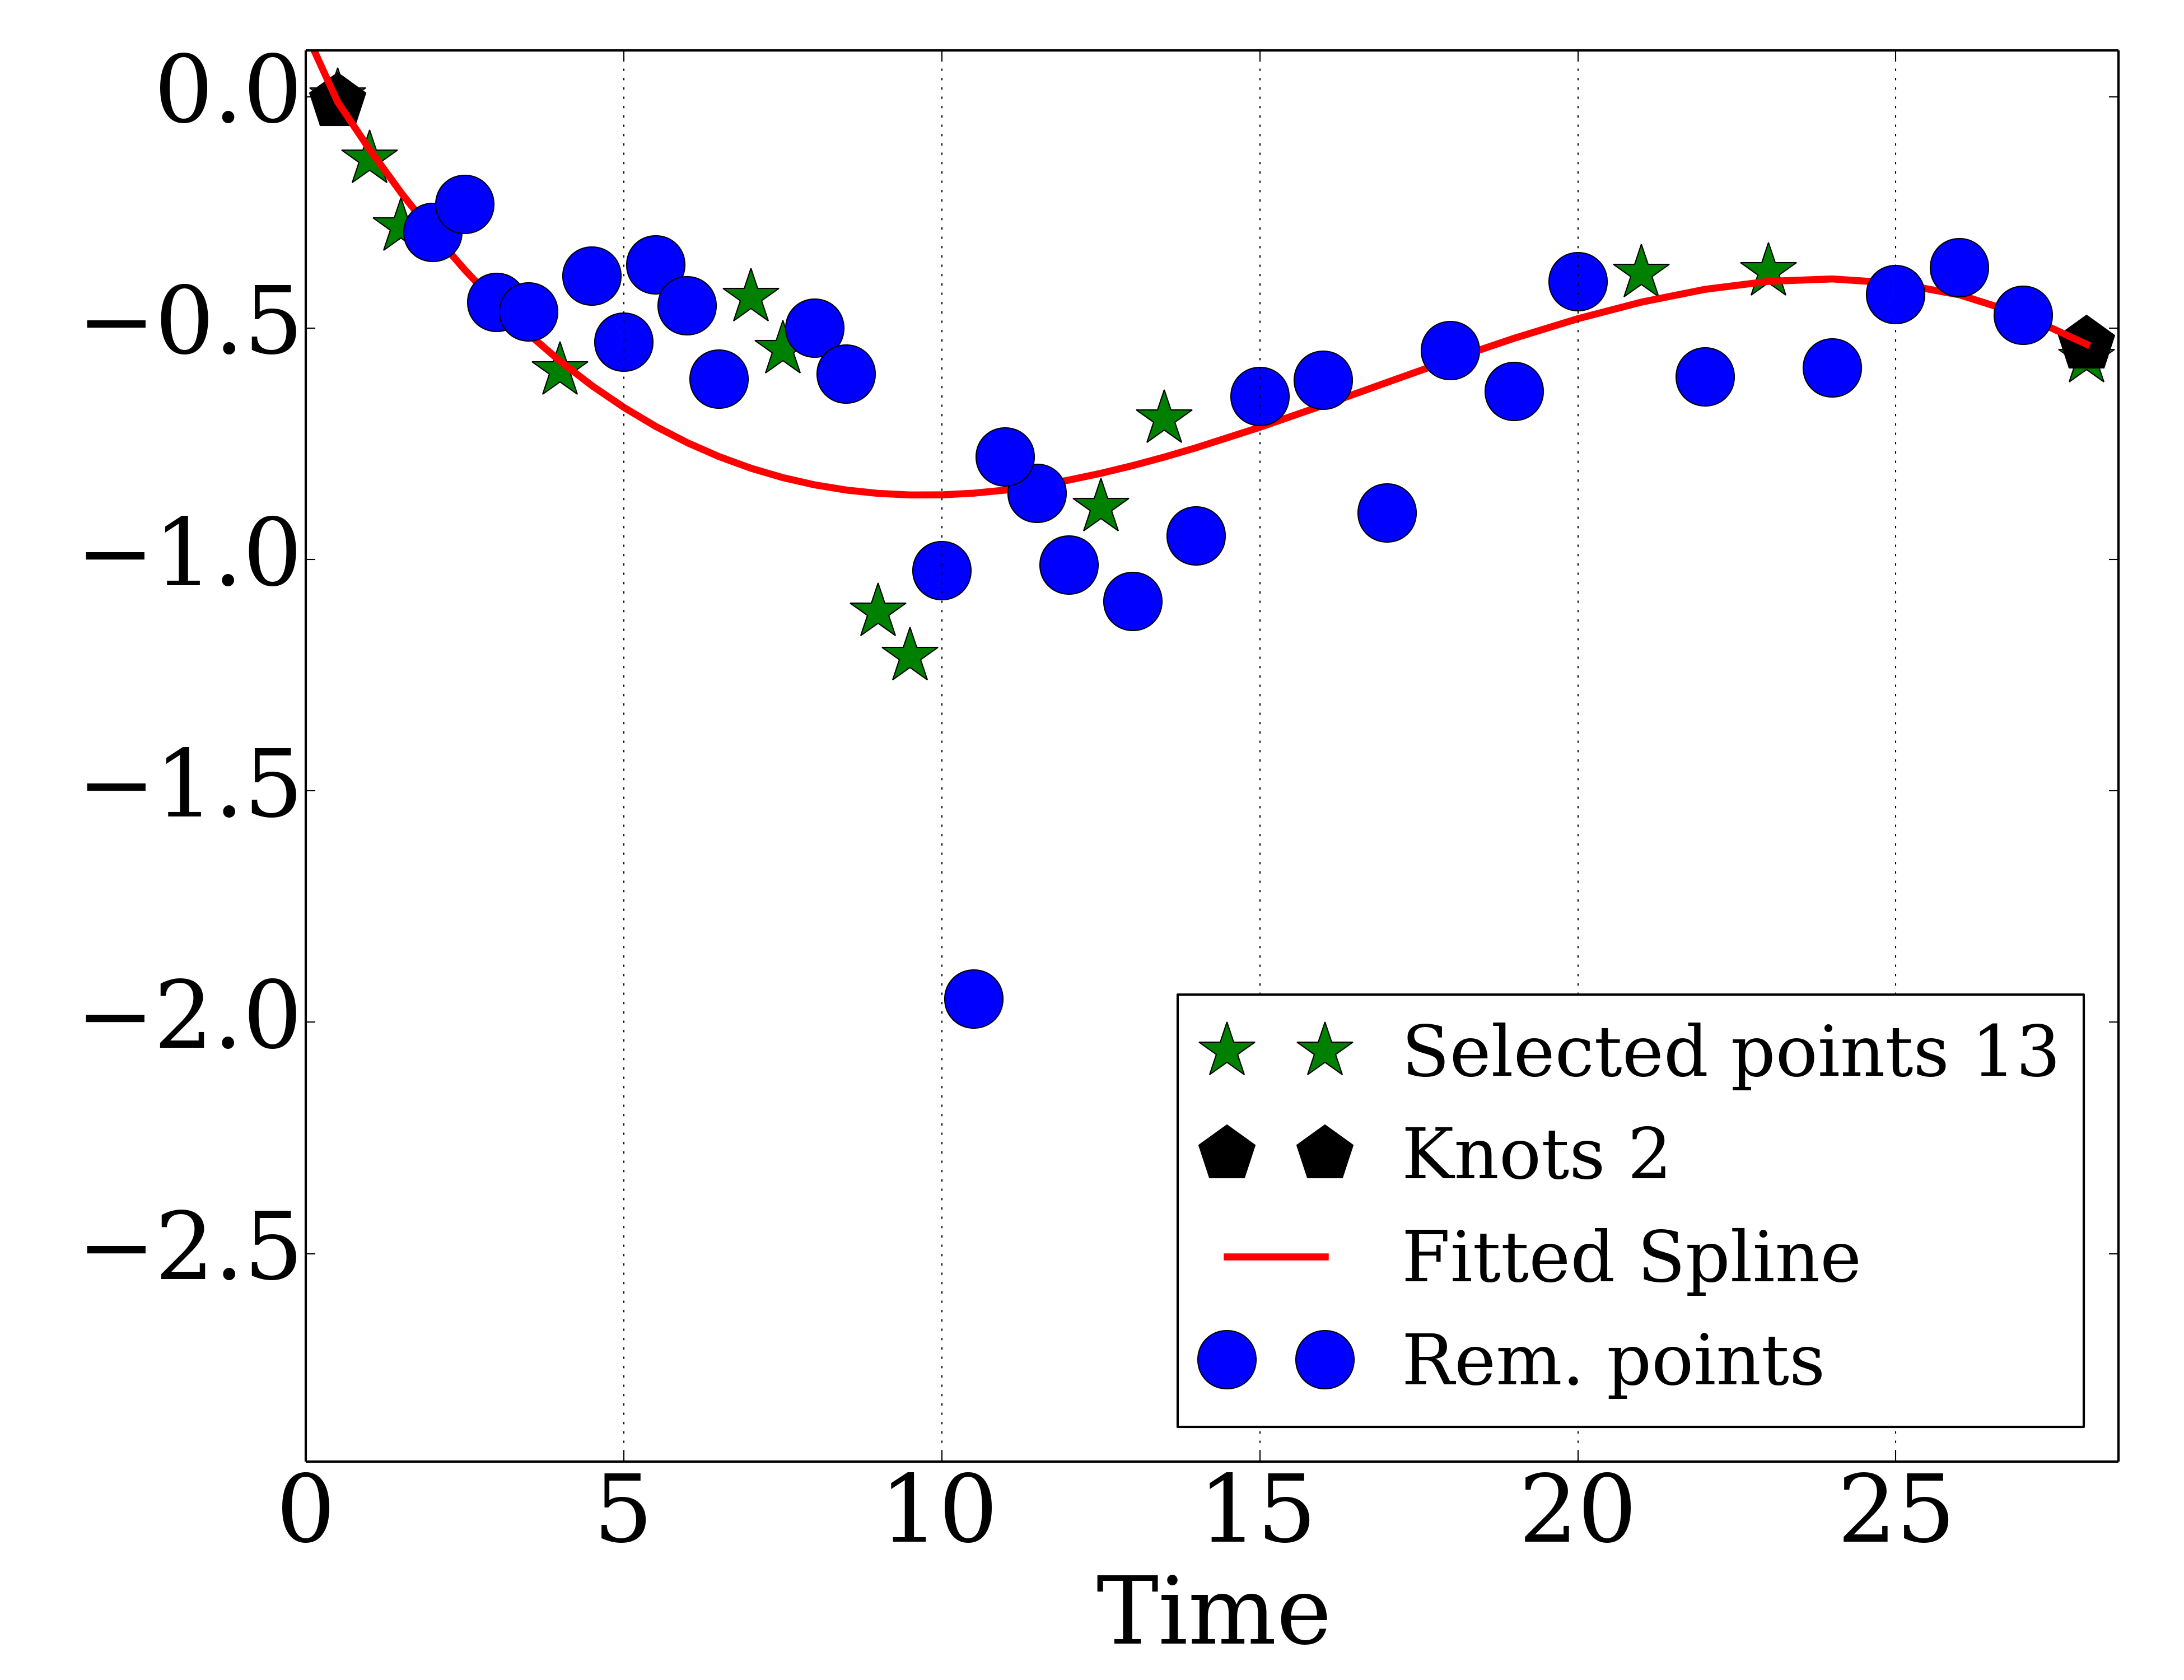 0.0
−0.5
−1.0
−1.5
−2.0
−2.5
Selected points 13
Knots 2
Fitted Spline
Rem. points
0 5 10 15 20 25
Time